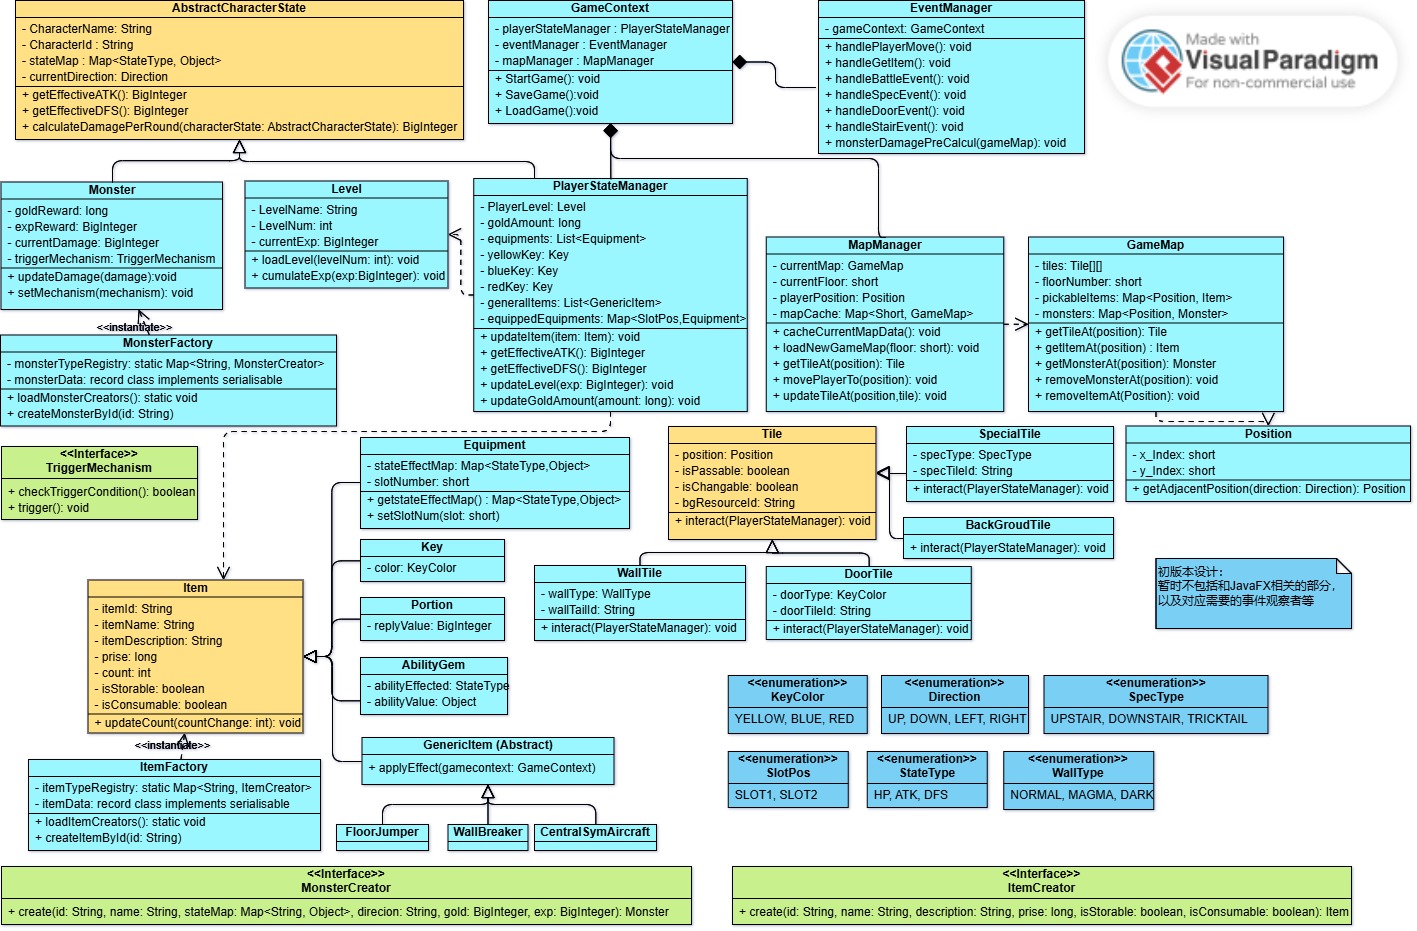 AbstractCharacterState
- CharacterName: String
- CharacterId : String
- stateMap : Map<StateType, Object>
- currentDirection: Direction
+ getEffectiveATK(): BigInteger
+ getEffectiveDFS(): BigInteger
+ calculateDamagePerRound(characterState: AbstractCharacterState): BigInteger
GameContext
- playerStateManager : PlayerStateManager
- eventManager : EventManager
- mapManager : MapManager
+ StartGame(): void
+ SaveGame():void
+ LoadGame():void
EventManager
- gameContext: GameContext
+ handlePlayerMove(): void
+ handleGetItem(): void
+ handleBattleEvent(): void
+ handleSpecEvent(): void
+ handleDoorEvent(): void
+ handleStairEvent(): void
+ monsterDamagePreCalcul(gameMap): void
Made with
Visual Paradigm
For non-commercial use
Monster
- goldReward: long
- expReward: BigInteger
- currentDamage: BigInteger
- triggerMechanism: TriggerMechanism
+ updateDamage(damage):void
+ setMechanism(mechanism): void
Level
- LevelName: String
- LevelNum: int
- currentExp: BigInteger
+ loadLevel(levelNum: int): void
+ cumulateExp(exp:BigInteger): void
PlayerStateManager
- PlayerLevel: Level
- goldAmount: long
- equipments: List<Equipment>
- yellowKey: Key
- blueKey: Key
- redKey: Key
- generalItems: List<GenericItem>
- equippedEquipments: Map<SlotPos,Equipment>
+ updateItem(item: Item): void
+ getEffectiveATK(): BigInteger
+ getEffectiveDFS(): BigInteger
+ updateLevel(exp: BigInteger): void
+ updateGoldAmount(amount: long): void
MapManager
- currentMap: GameMap
- currentFloor: short
- playerPosition: Position
- mapCache: Map<Short, GameMap>
+ cacheCurrentMapData(): void
+ loadNewGameMap(floor: short): void
+ getTileAt(position): Tile
+ movePlayerTo(position): void
+ updateTileAt(position,tile): void
GameMap
- tiles: Tile[][]
- floorNumber: short
- pickableItems: Map<Position, Item>
- monsters: Map<Position, Monster>
+ getTileAt(position): Tile
+ getItemAt(position) : Item
+ getMonsterAt(position): Monster
+ removeMonsterAt(position): void
+ removeItemAt(Position): void
<<instantiate>>
MonsterFactory
- monsterTypeRegistry: static Map<String, MonsterCreator>
- monsterData: record class implements serialisable
+ loadMonsterCreators(): static void
+ createMonsterById(id: String)
<<Interface>>
TriggerMechanism
+ checkTriggerCondition(): boolean
+ trigger(): void
Equipment
- stateEffectMap: Map<StateType,Object>
- slotNumber: short
+ getstateEffectMap() : Map<StateType,Object>
+ setSlotNum(slot: short)
Tile
- position: Position
- isPassable: boolean
- isChangable: boolean
- bgResourceId: String
+ interact(PlayerStateManager): void
SpecialTile
- specType: SpecType
- specTileId: String
+ interact(PlayerStateManager): void
Position
- x_Index: short
- y_Index: short
+ getAdjacentPosition(direction: Direction): Position
BackGroudTile
+ interact(PlayerStateManager): void
Key
- color: KeyColor
WallTile
- wallType: WallType
- wallTailId: String
+ interact(PlayerStateManager): void
DoorTile
- doorType: KeyColor
- doorTileId: String
+ interact(PlayerStateManager): void
初版本设计：
暂时不包括和JavaFX相关的部分，
以及对应需要的事件观察者等
Item
- itemId: String
- itemName: String
- itemDescription: String
- prise: long
- count: int
- isStorable: boolean
- isConsumable: boolean
+ updateCount(countChange: int): void
Portion
- replyValue: BigInteger
AbilityGem
- abilityEffected: StateType
- abilityValue: Object
<<enumeration>>
KeyColor
YELLOW, BLUE, RED
<<enumeration>>
Direction
UP, DOWN, LEFT, RIGHT
<<enumeration>>
SpecType
UPSTAIR, DOWNSTAIR, TRICKTAIL
<<instantiate>>
ItemFactory
- itemTypeRegistry: static Map<String, ItemCreator>
- itemData: record class implements serialisable
+ loadItemCreators(): static void
+ createItemById(id: String)
GenericItem (Abstract)
+ applyEffect(gamecontext: GameContext)
FloorJumper
WallBreaker
CentralSymAircraft
<<enumeration>>
SlotPos
SLOT1, SLOT2
<<enumeration>>
StateType
HP, ATK, DFS
<<enumeration>>
WallType
NORMAL, MAGMA, DARK
<<Interface>>
MonsterCreator
+ create(id: String, name: String, stateMap: Map<String, Object>, direcion: String, gold: BigInteger, exp: BigInteger): Monster
<<Interface>>
ItemCreator
+ create(id: String, name: String, description: String, prise: long, isStorable: boolean, isConsumable: boolean): Item